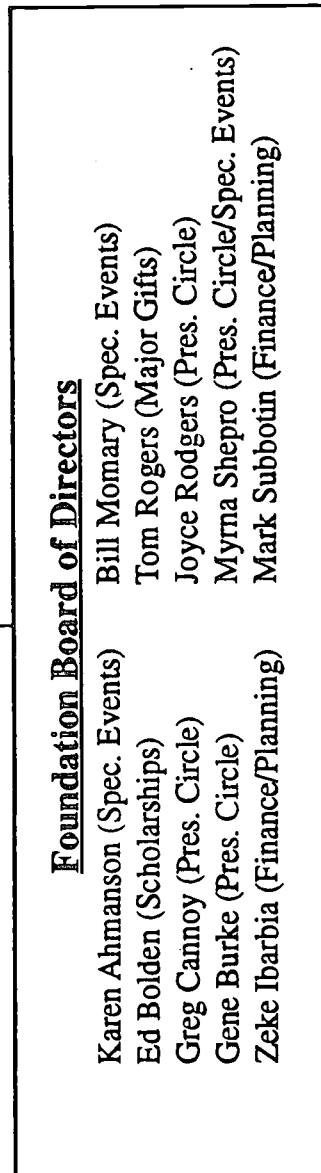 Foundation Board of Directors
Karen Ahmanson (Spec. Events)
Ed Bolden (Scholarships)
Greg Cannoy (Pres. Circle)
Gene Burke (Pres. Circle)
Zeke Ibarbia (Finance/Planning)
Bill Momary (Spec. Events)
Tom Rogers (Major Gifts)
Joyce Rodgers (Pres. Circle)
Myrna Shepro (Pres. Circle/Spec. Events)
Mark Subbotin (Finance/Planning)